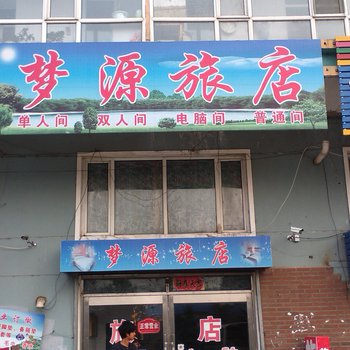 梦源旅店
单人间 双人间 电脑间 普通间
梦源旅店
旅 店
正常营业